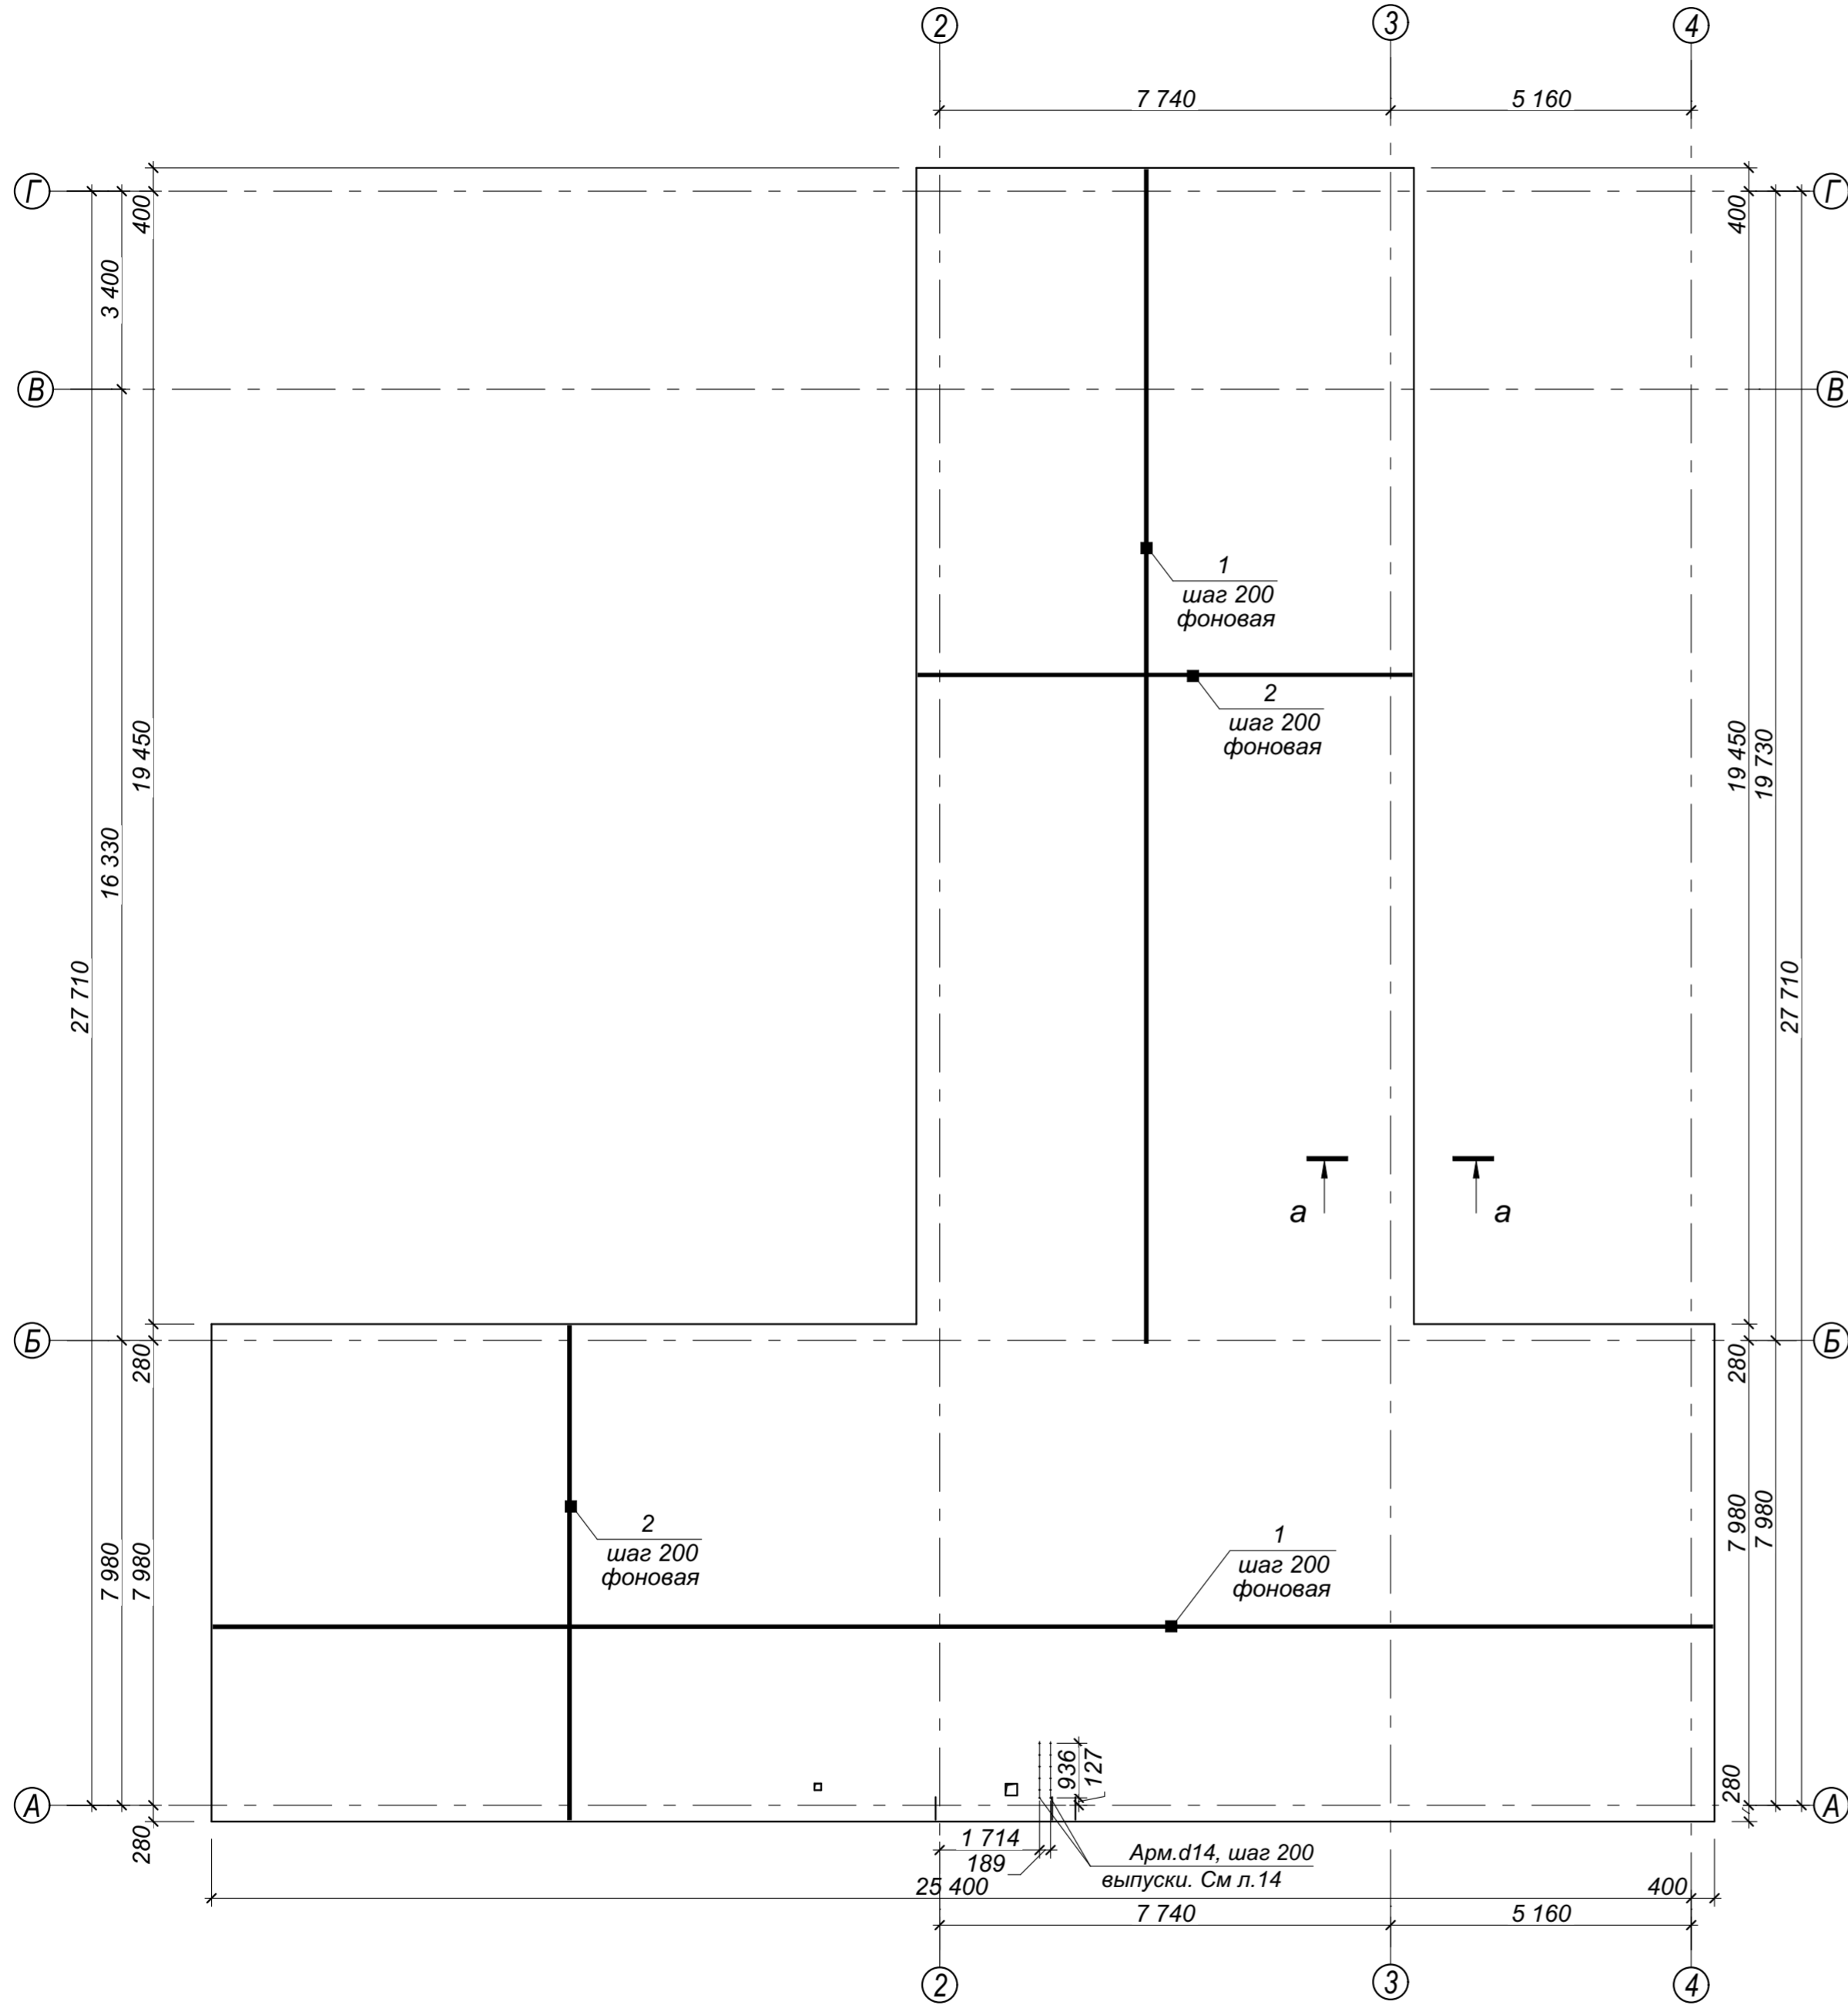 2
3
4
7 740
5 160
Г
400
400
Г
3 400
В
В
1
шаг 200
фоновая
2
шаг 200
фоновая
19 450
16 330
27 710
19 450
19 730
27 710
а
а
Б
280
280
Б
2
шаг 200
фоновая
1
шаг 200
фоновая
7 980
7 980
7 980
7 980
936
127
А
280
280
А
1 714
189
Арм.d14, шаг 200
выпуски. См л.14
25 400
400
7 740
5 160
2
3
4